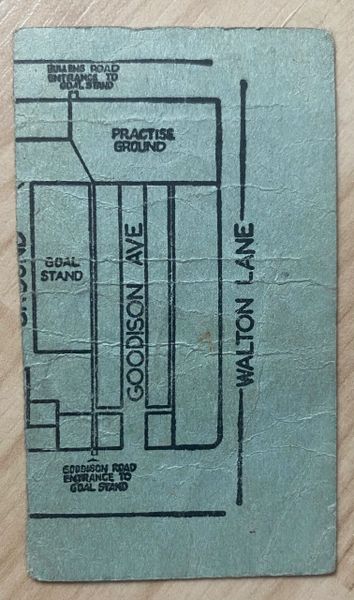 BULLENS ROAD
ENTRANCE TO
GOAL STAND
PRACTISE
GROUND
GROUND
GOAL
STAND
GOODISON AVE
WALTON LANE
GOODISON ROAD
ENTRANCE TO
GOAL STAND